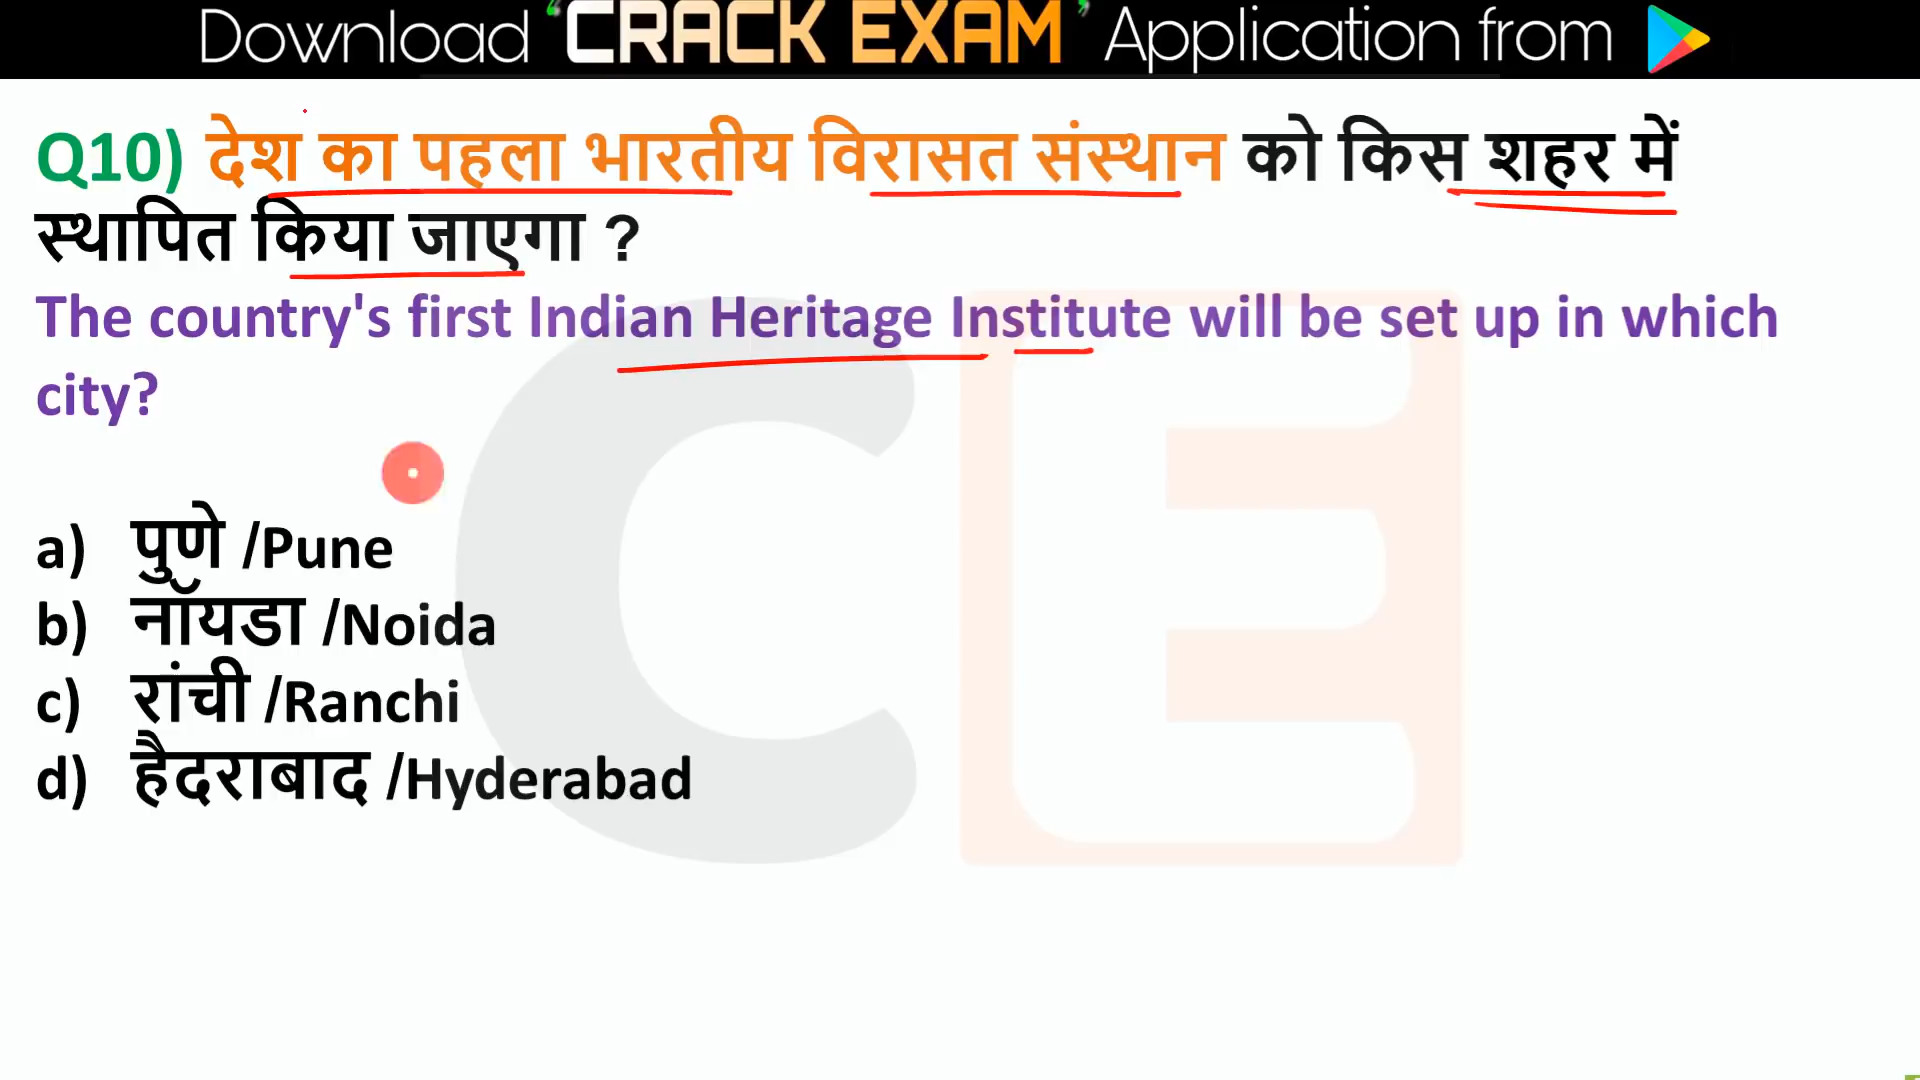 Download ‘CRACK EXAM’ Application from
Q10) देश का पहला भारतीय विरासत संस्थान को किस शहर में
स्थापित किया जाएगा ?
The country's first Indian Heritage Institute will be set up in which
city?
a) पुणे /Pune
b) नॉयडा /Noida
c) रांची /Ranchi
d) हैदराबाद /Hyderabad
CE